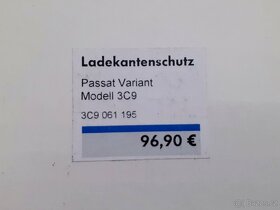 Ladekantenschutz
Passat Variant
Modell 3C9
3C9 061 195
96,90 €